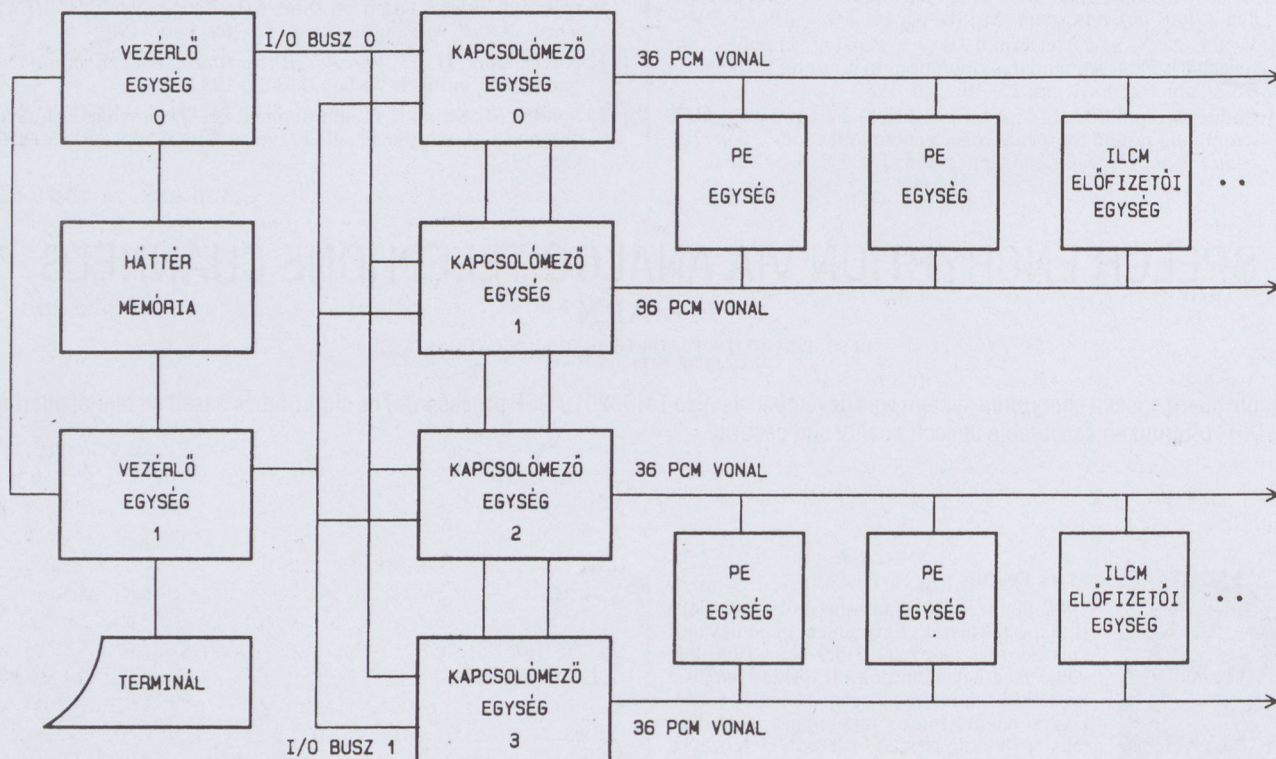 VEZÉRLŐ
EGYSÉG
0
I/O BUSZ 0
KAPCSOLÓMEZŐ
EGYSÉG
0
36 PCM VONAL
PE
EGYSÉG
PE
EGYSÉG
ILCM
ELŐFIZETŐI
EGYSÉG
..
HÁTTÉR
MEMÓRIA
KAPCSOLÓMEZŐ
EGYSÉG
1
36 PCM VONAL
VEZÉRLŐ
EGYSÉG
1
KAPCSOLÓMEZŐ
EGYSÉG
2
36 PCM VONAL
PE
EGYSÉG
PE
EGYSÉG
ILCM
ELŐFIZETŐI
EGYSÉG
...
TERMINÁL
I/O BUSZ 1
KAPCSOLÓMEZŐ
EGYSÉG
3
36 PCM VONAL